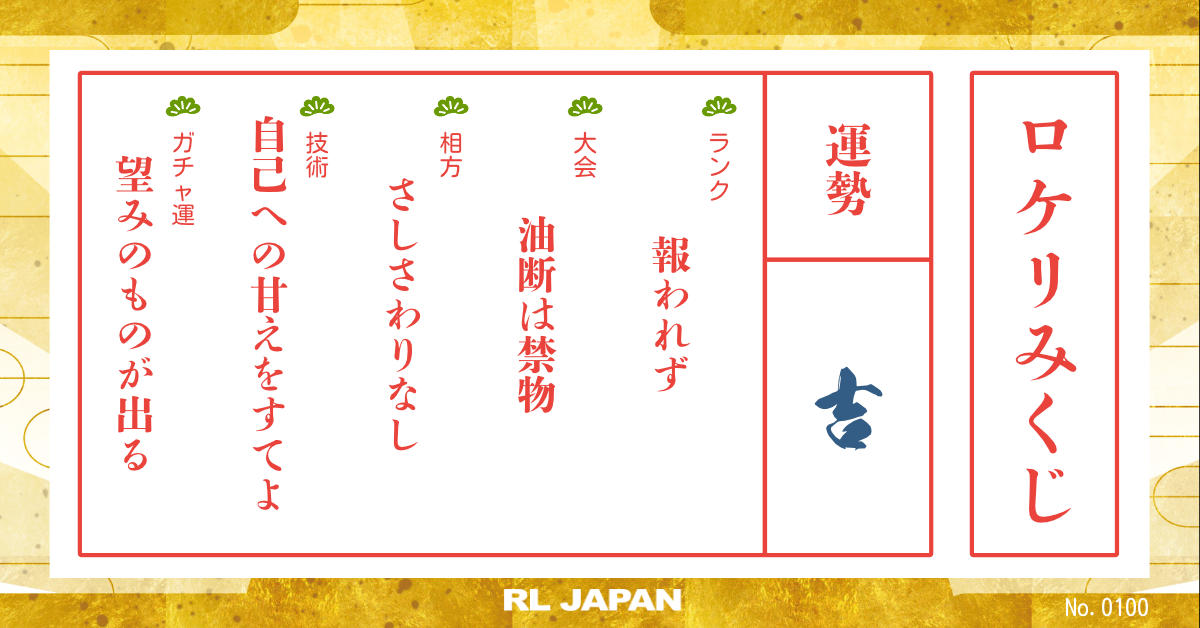 ロケリみくじ
運勢
吉
ランク
報われず
大会
油断は禁物
相方
さしさわりなし
技術
自己への甘えをすてよ
ガチャ運
望みのものが出る
RL JAPAN
No. 0100